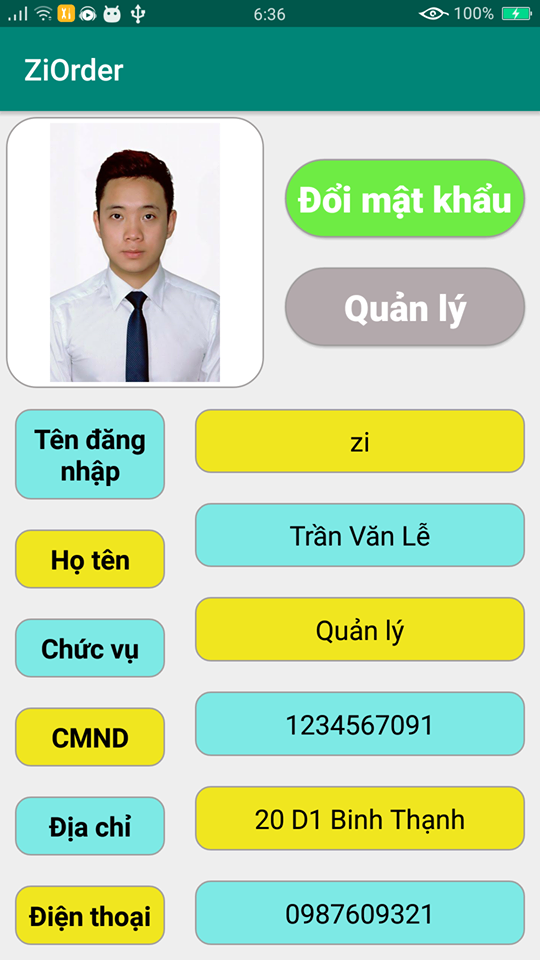 6:36
100%
ZiOrder
Đổi mật khẩu
Quản lý
Tên đăng
nhập
zi
Họ tên
Trần Văn Lễ
Chức vụ
Quản lý
CMND
1234567091
Địa chỉ
20 D1 Binh Thạnh
Điện thoại
0987609321